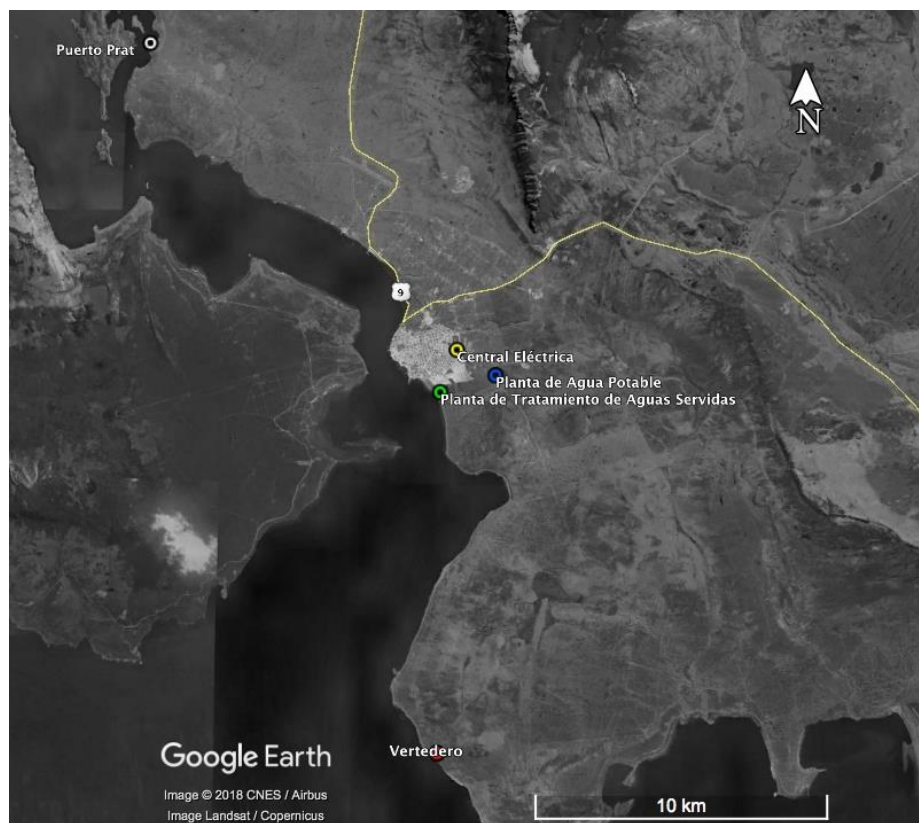 Puerto Prat
N
9
Central Eléctrica
Planta de Agua Potable
Planta de Tratamiento de Aguas Servidas
Vertedero
Google Earth
Image © 2018 CNES / Airbus
Image Landsat / Copernicus
10 km